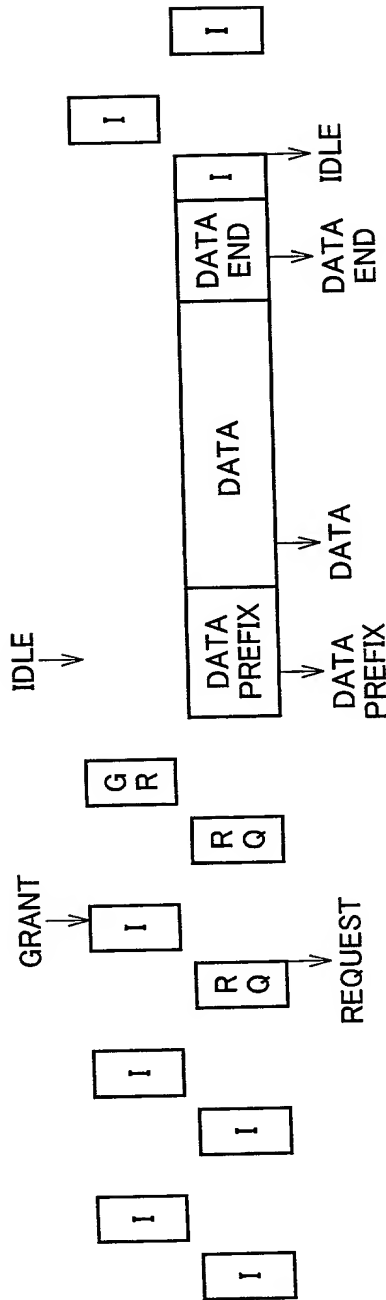 GRANT
IDLE
I
I
I
G
R
I
I
I
R
Q
R
Q
DATA
PREFIX
DATA
DATA
END
I
I
REQUEST
DATA
PREFIX
DATA
DATA
END
IDLE